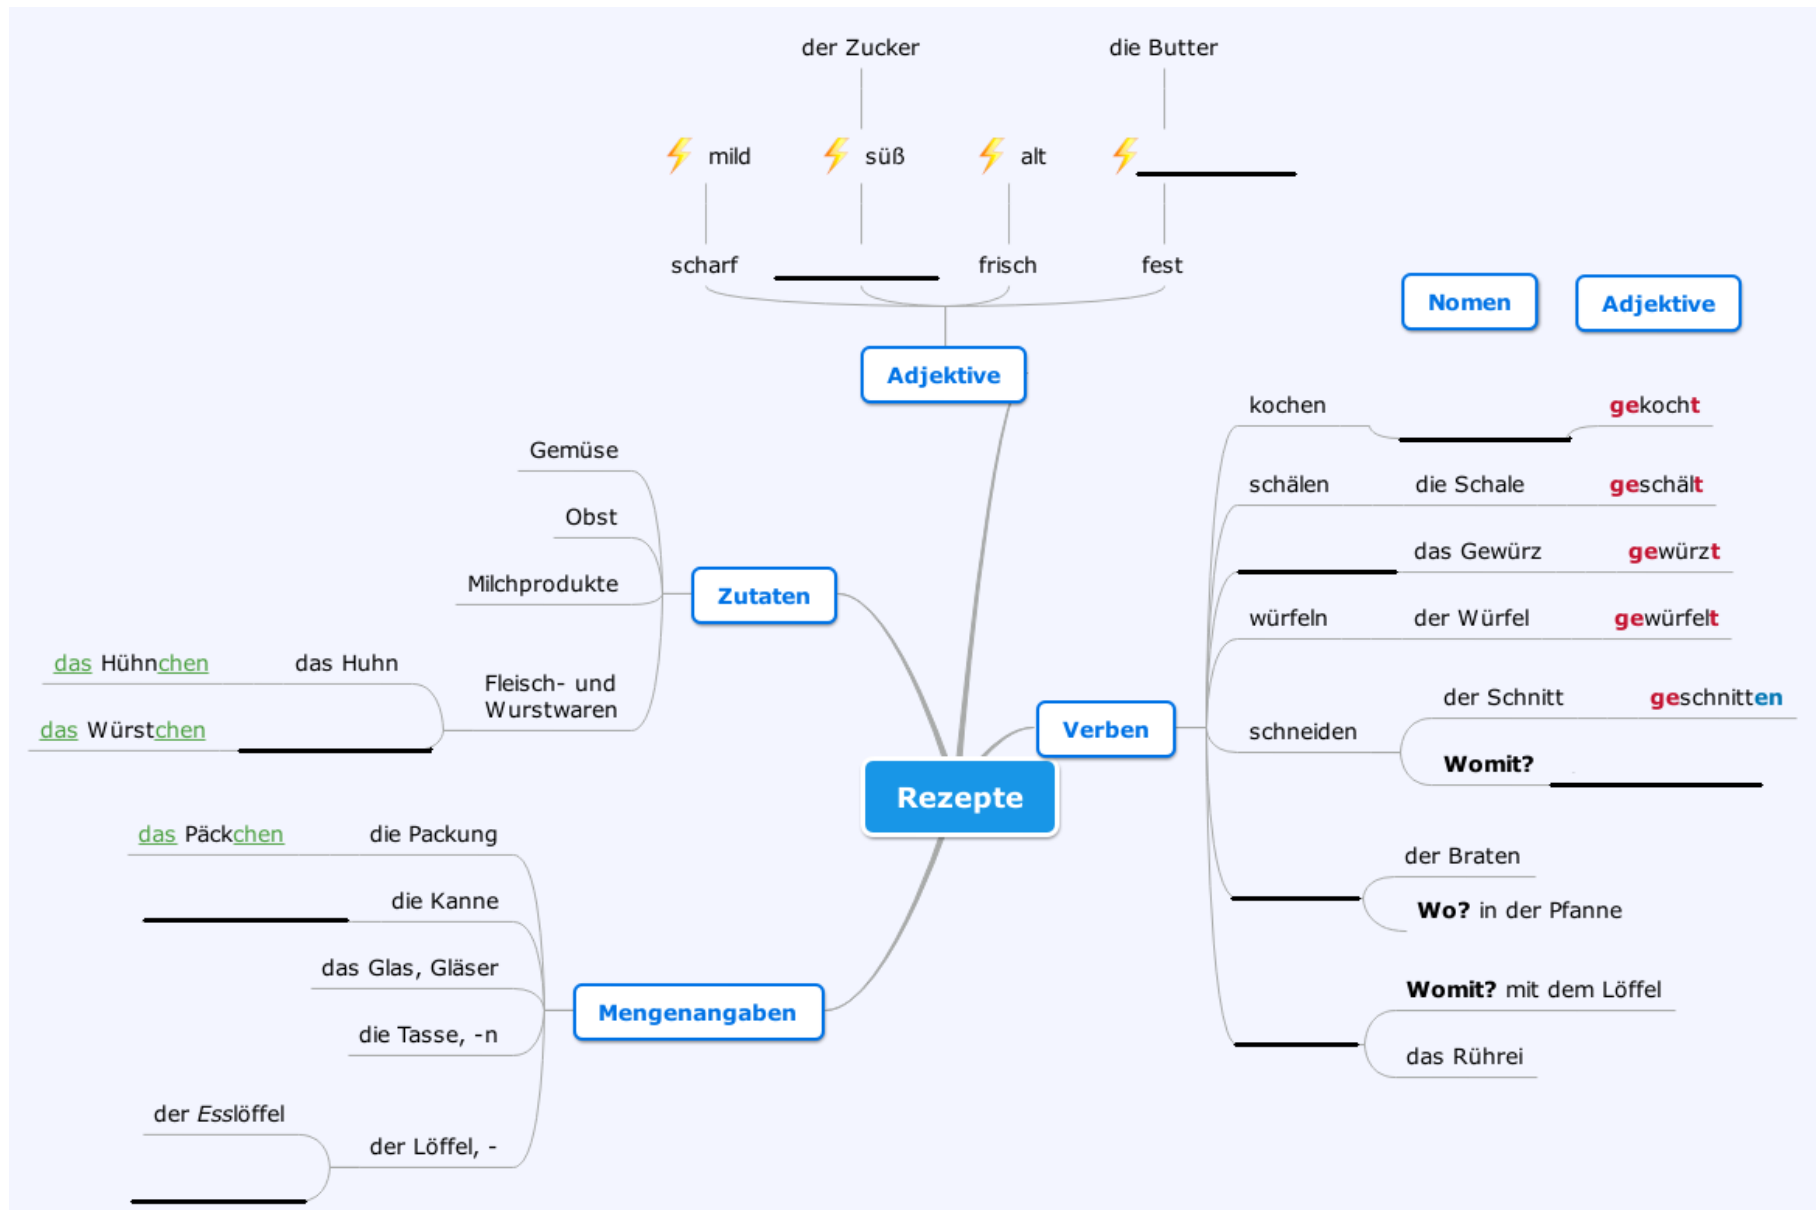 der Zucker die Butter
mild süß alt
scharf frisch fest
Nomen Adjektive
Adjektive
kochen gekocht
Gemüse
schälen die Schale geschält
Obst
das Gewürz gewürzt
Milchprodukte
Zutaten
würfeln der Würfel gewürfelt
das Hühnchen das Huhn
Fleisch- und
Wurstwaren
der Schnitt geschnitten
das Würstchen
Verben
schneiden
Womit?
Rezepte
das Päckchen die Packung
der Braten
die Kanne
Wo? in der Pfanne
das Glas, Gläser
Womit? mit dem Löffel
Mengenangaben
die Tasse, -n
das Rührei
der Esslöffel
der Löffel, -